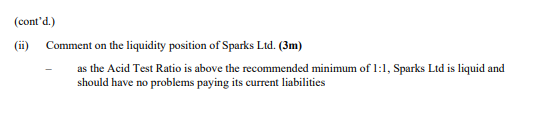 (cont'd.)
(ii) Comment on the liquidity position of Sparks Ltd. (3m)
– as the Acid Test Ratio is above the recommended minimum of 1:1, Sparks Ltd is liquid and
should have no problems paying its current liabilities